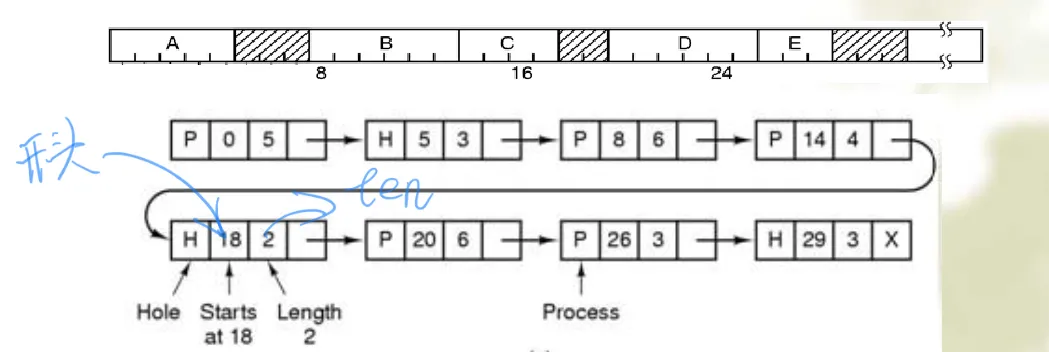 A B C D E
8 16 24
P 0 5 H 5 3 P 8 6 P 14 4
开头
len
H 18 2 P 20 6 P 26 3 H 29 3 X
Hole Starts Length Process
at 18 2